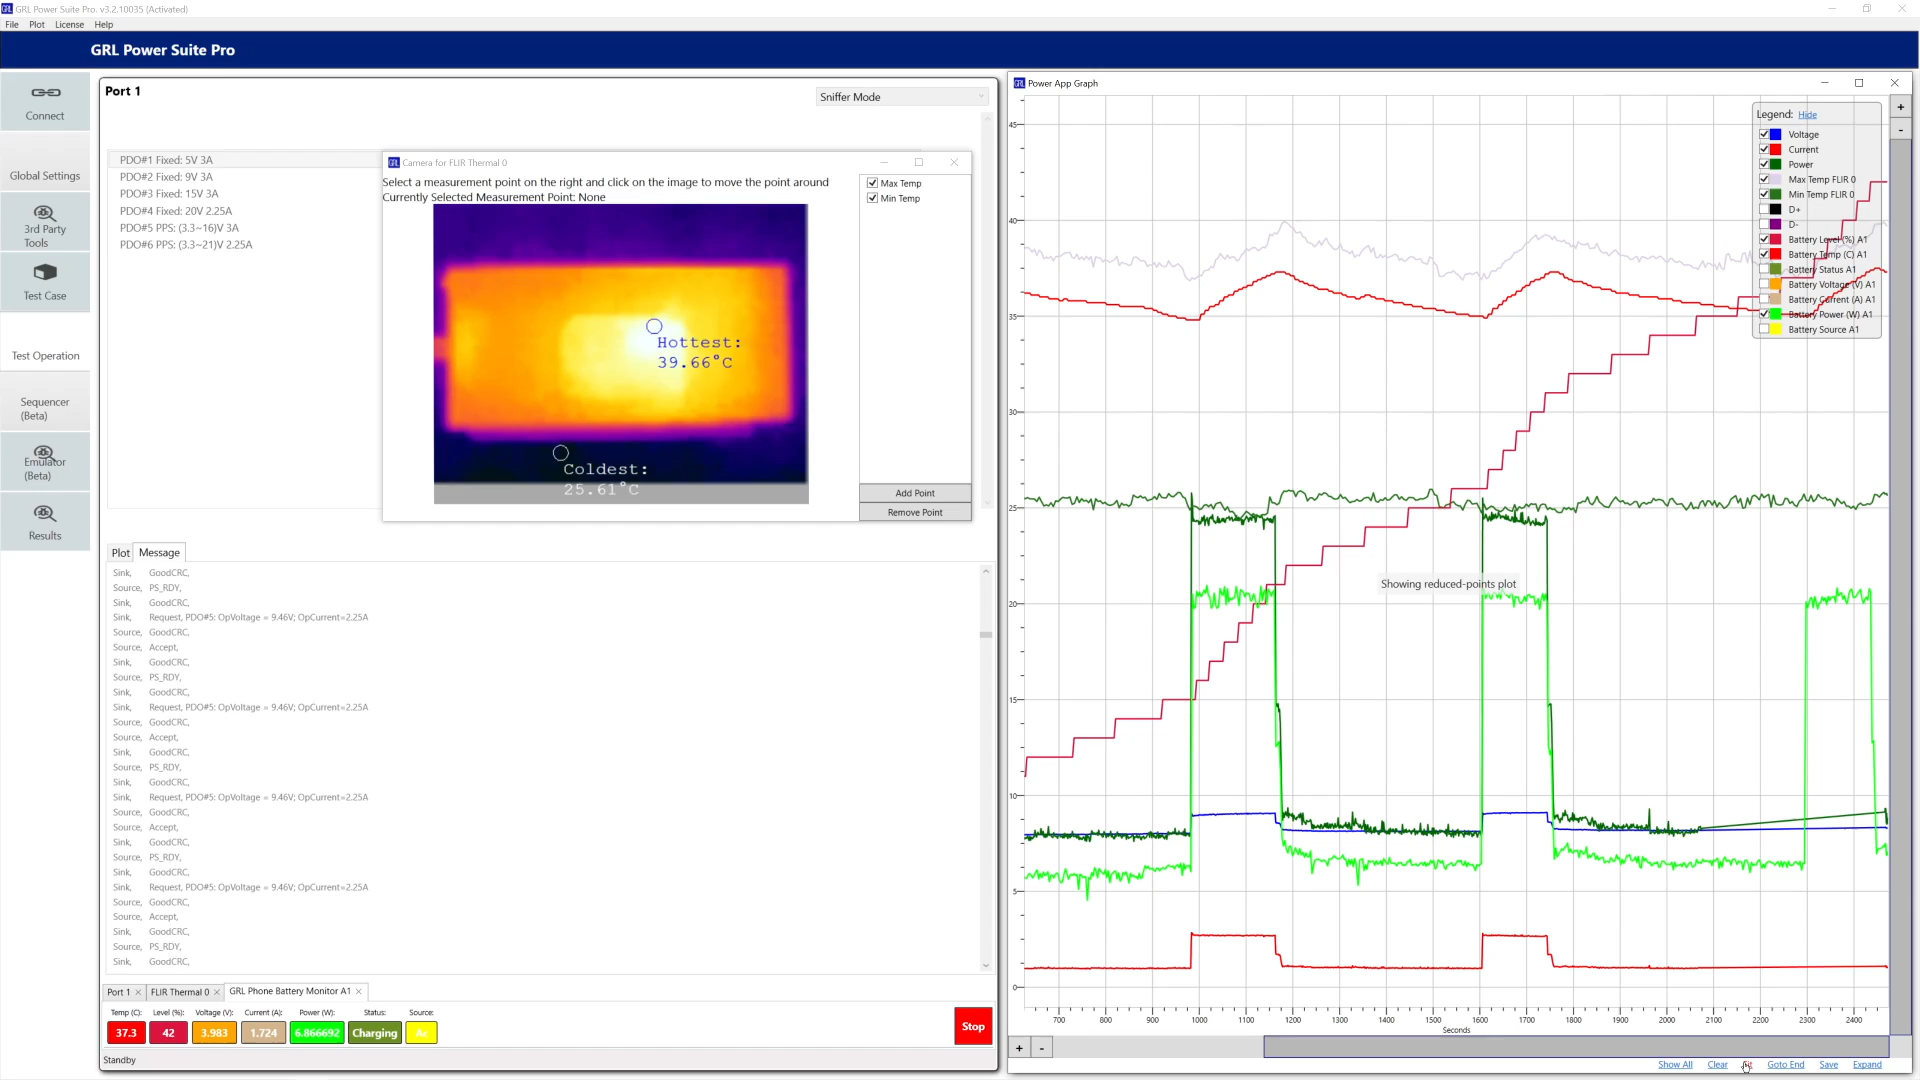 GRL Power Suite Pro. v3.2.10035 (Activated)
File Plot License Help
GRL Power Suite Pro
Connect
Global Settings
3rd Party
Tools
Test Case
Test Operation
Sequencer
(Beta)
Emulator
(Beta)
Results
Port 1
Sniffer Mode
PDO#1 Fixed: 5V 3A
PDO#2 Fixed: 9V 3A
PDO#3 Fixed: 15V 3A
PDO#4 Fixed: 20V 2.25A
PDO#5 PPS: (3.3~16)V 3A
PDO#6 PPS: (3.3~21)V 2.25A
Camera for FLIR Thermal 0
Select a measurement point on the right and click on the image to move the point around
Currently Selected Measurement Point: None
Hottest:
39.66°C
Coldest:
25.61°C
Max Temp
Min Temp
Add Point
Remove Point
Plot Message
Sink, GoodCRC,
Source, PS_RDY,
Sink, GoodCRC,
Sink, Request, PDO#5: OpVoltage = 9.46V; OpCurrent=2.25A
Source, GoodCRC,
Source, Accept,
Sink, GoodCRC,
Source, PS_RDY,
Sink, GoodCRC,
Sink, Request, PDO#5: OpVoltage = 9.46V; OpCurrent=2.25A
Source, GoodCRC,
Source, Accept,
Sink, GoodCRC,
Source, PS_RDY,
Sink, GoodCRC,
Sink, Request, PDO#5: OpVoltage = 9.46V; OpCurrent=2.25A
Source, GoodCRC,
Source, Accept,
Sink, GoodCRC,
Source, PS_RDY,
Sink, GoodCRC,
Sink, Request, PDO#5: OpVoltage = 9.46V; OpCurrent=2.25A
Source, GoodCRC,
Source, Accept,
Sink, GoodCRC,
Source, PS_RDY,
Sink, GoodCRC,
Port 1 FLIR Thermal 0 GRL Phone Battery Monitor A1
Temp (C): Level (%): Voltage (V): Current (A): Power (W): Status: Source:
37.3 42 3.983 1.724 6.866692 Charging Ac
Stop
Standby
Power App Graph
Legend: Hide
Voltage
Current
Power
Max Temp FLIR 0
Min Temp FLIR 0
D+
D-
Battery Level (%) A1
Battery Temp (C) A1
Battery Status A1
Battery Voltage (V) A1
Battery Current (A) A1
Battery Power (W) A1
Battery Source A1
45
40
35
30
25
20
15
10
5
0
Showing reduced-points plot
700 800 900 1000 1100 1200 1300 1400 1500 1600 1700 1800 1900 2000 2100 2200 2300 2400
Seconds
+ -
Show All Clear Goto End Save Expand